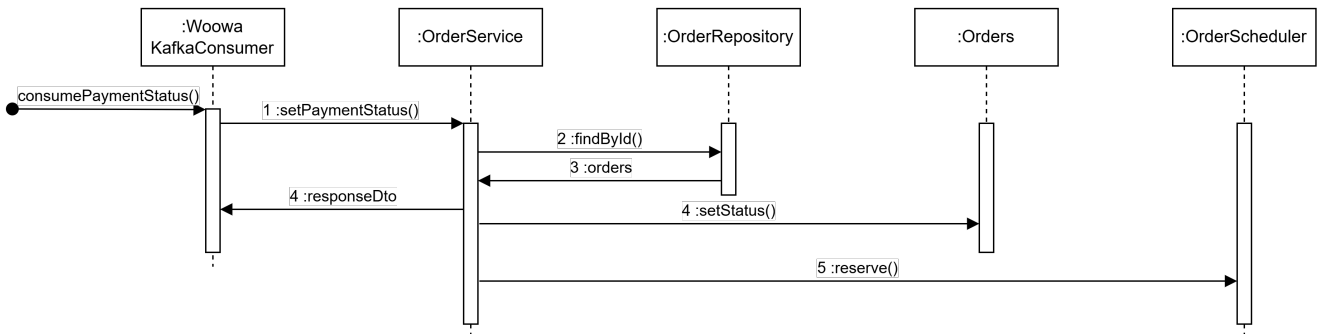 :Woowa
KafkaConsumer
:OrderService
:OrderRepository
:Orders
:OrderScheduler
consumePaymentStatus()
1 :setPaymentStatus()
2 :findById()
3 :orders
4 :responseDto
4 :setStatus()
5 :reserve()